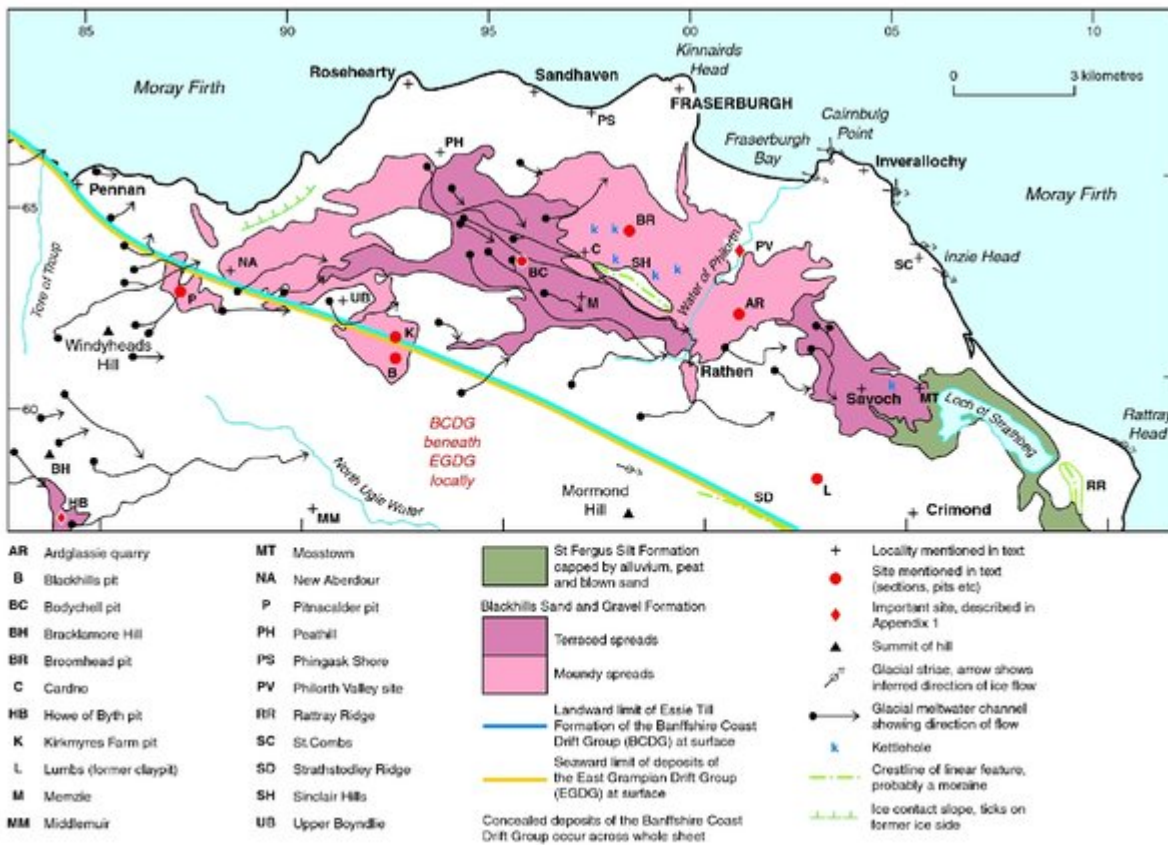 85
90
95
00
05
10
Kinnairds
Head
Rosehearty
Sandhaven
Moray Firth
FRASERBURGH
0
3 kilometres
PS
Cairnbulg
Point
PH
Fraserburgh
Bay
Inverallochy
Pennan
Moray Firth
65
BR
k k
Tore of Troup
NA
C
SH
k
k
k
Water of Philorth
PV
SC
Inzie Head
BC
P
UB
M
AR
K
Windyheads
Hill
B
Rathen
60
Savoch
k
MT
Loch of Strathbeg
Rattray
Head
BCDG
beneath
EGDG
locally
BH
North Ugie Water
HB
Mormond
Hill
SD
L
RR
MM
Crimond
AR Ardglassie quarry
B Blackhills pit
BC Bodychell pit
BH Bracklamore Hill
BR Broomhead pit
C Cardno
HB Howe of Byth pit
K Kirkmyres Farm pit
L Lumbs (former claypit)
M Memzie
MM Middlemuir
MT Mosstown
NA New Aberdour
P Pitnacalder pit
PH Peathill
PS Phingask Shore
PV Philorth Valley site
RR Rattray Ridge
SC St.Combs
SD Strathstodley Ridge
SH Sinclair Hills
UB Upper Boyndlie
St Fergus Silt Formation
capped by alluvium, peat
and blown sand
Blackhills Sand and Gravel Formation
Terraced spreads
Moundy spreads
Landward limit of Essie Till
Formation of the Banffshire Coast
Drift Group (BCDG) at surface
Seaward limit of deposits of
the East Grampian Drift Group
(EGDG) at surface
Concealed deposits of the Banffshire Coast
Drift Group occur across whole sheet
Locality mentioned in text
Site mentioned in text
(sections, pits etc)
Important site, described in
Appendix 1
Summit of hill
Glacial striae, arrow shows
inferred direction of ice flow
Glacial meltwater channel
showing direction of flow
k Kettlehole
Crestline of linear feature,
probably a moraine
Ice contact slope, ticks on
former ice side